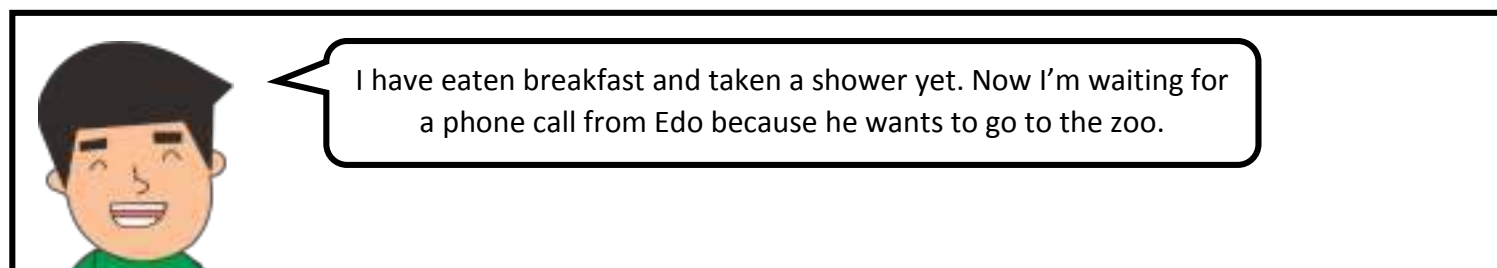 I have eaten breakfast and taken a shower yet. Now I’m waiting for
a phone call from Edo because he wants to go to the zoo.